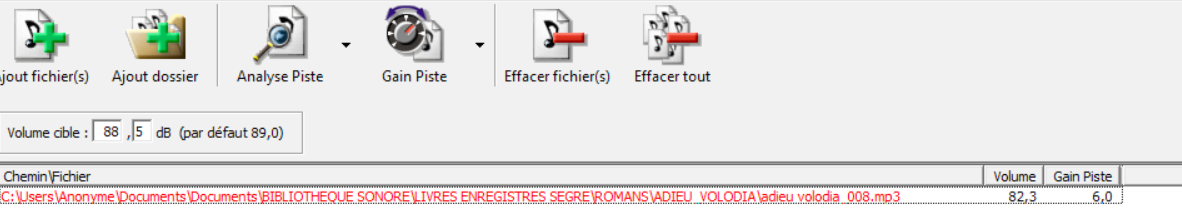 Ajout fichier(s) Ajout dossier Analyse Piste Gain Piste Effacer fichier(s) Effacer tout
Volume cible : 88 ,5 dB (par défaut 89,0)
Chemin\Fichier Volume Gain Piste
C:\Users\Anonyme\Documents\Documents\BIBLIOTHEQUE SONORE\LIVRES ENREGISTRES SEGRE\ROMANS\ADIEU_VOLODIA\adieu volodia_008.mp3 82,3 6,0